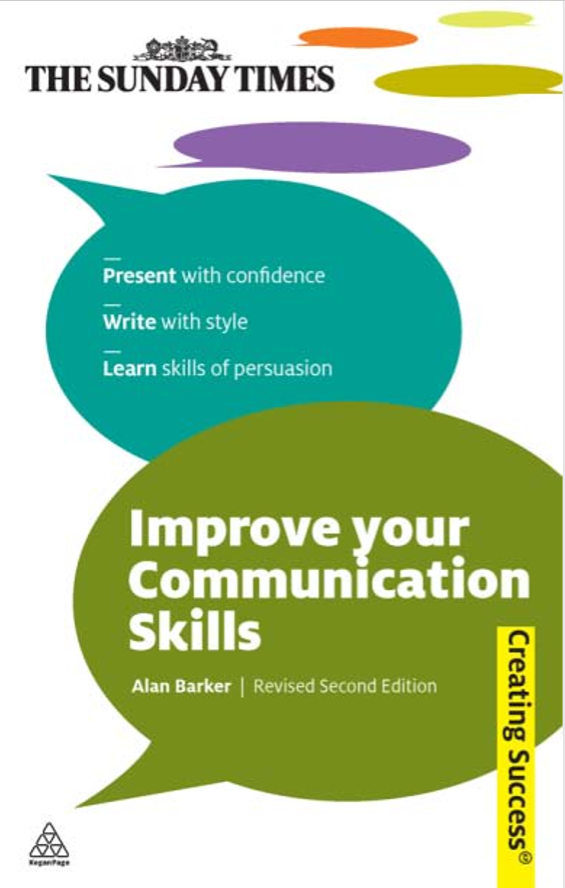 THE SUNDAY TIMES
Present with confidence
Write with style
Learn skills of persuasion
Improve your
Communication
Skills
Alan Barker | Revised Second Edition
Creating Success
KoganPage